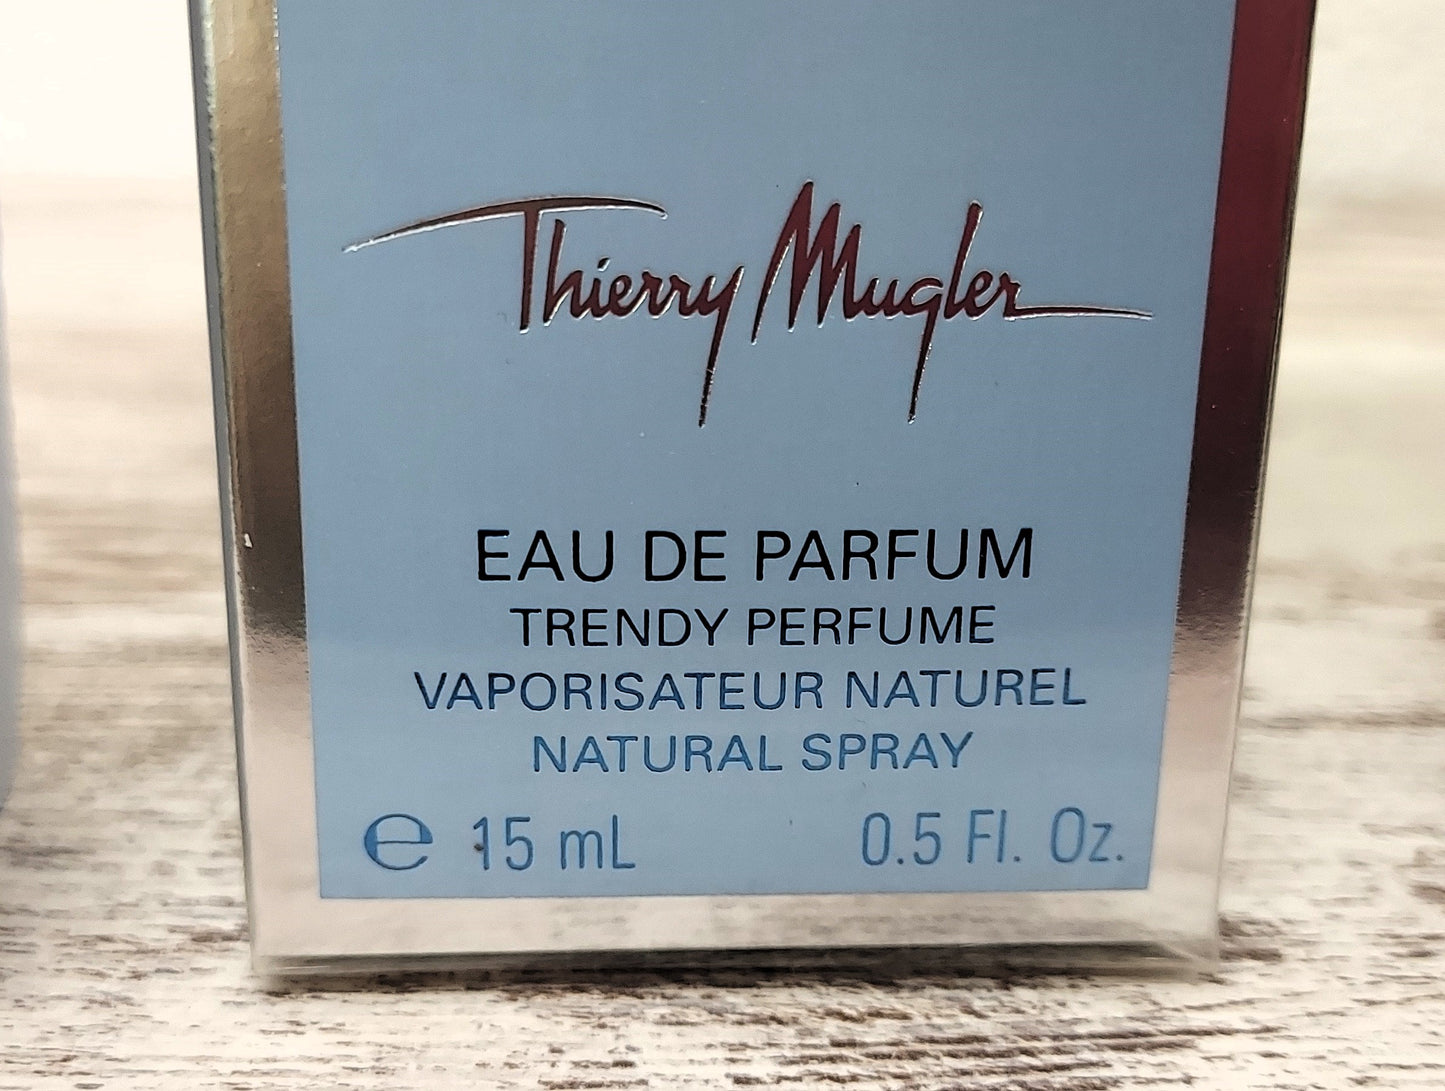 Thierry Mugler
EAU DE PARFUM
TRENDY PERFUME
VAPORISATEUR NATUREL
NATURAL SPRAY
℮ 15 mL 0.5 Fl. Oz.